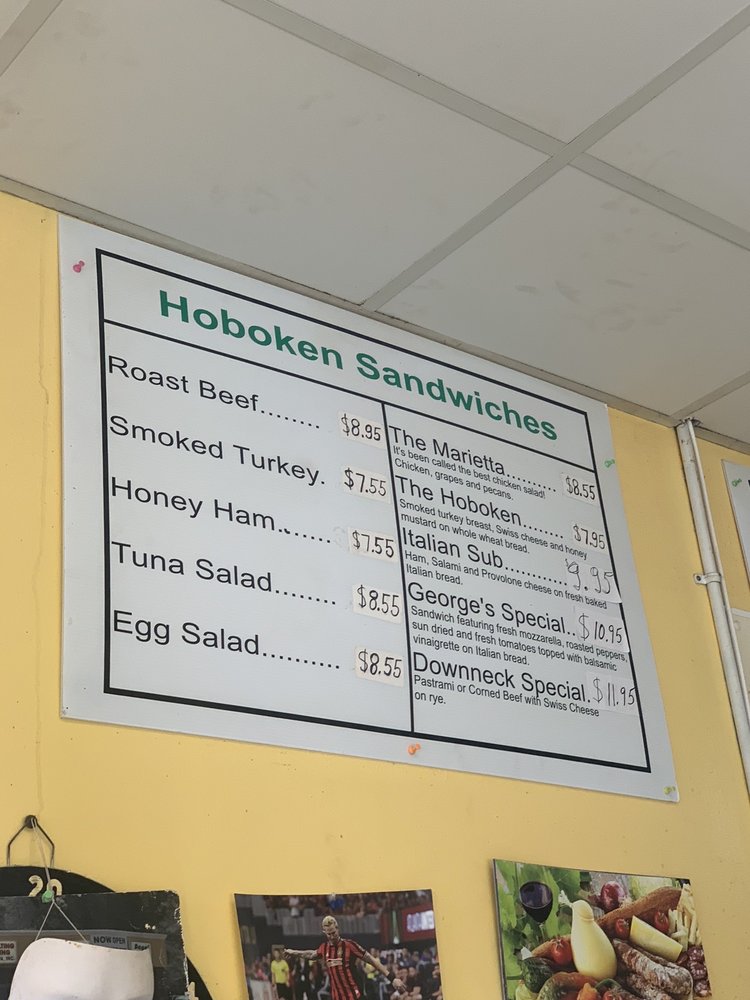 Hoboken Sandwiches
Roast Beef........ $8.95
Smoked Turkey. $7.55
Honey Ham....... $7.55
Tuna Salad........ $8.55
Egg Salad.......... $8.55
The Marietta.......... $8.55
It's been called the best chicken salad!
Chicken, grapes and pecans.
The Hoboken........ $7.95
Smoked turkey breast, Swiss cheese and honey
mustard on whole wheat bread.
Italian Sub............ $9.95
Ham, Salami and Provolone cheese on fresh baked
Italian bread.
George's Special.. $10.95
Sandwich featuring fresh mozzarella, roasted peppers,
sun dried and fresh tomatoes topped with balsamic
vinaigrette on Italian bread.
Downneck Special. $11.95
Pastrami or Corned Beef with Swiss Cheese
on rye.
20
NOW OPEN